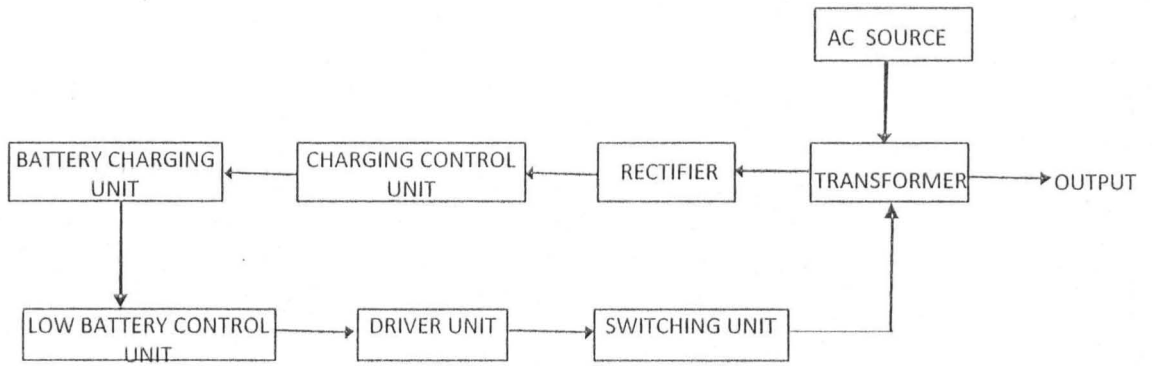 AC SOURCE
BATTERY CHARGING
UNIT
CHARGING CONTROL
UNIT
RECTIFIER
TRANSFORMER
OUTPUT
LOW BATTERY CONTROL
UNIT
DRIVER UNIT
SWITCHING UNIT